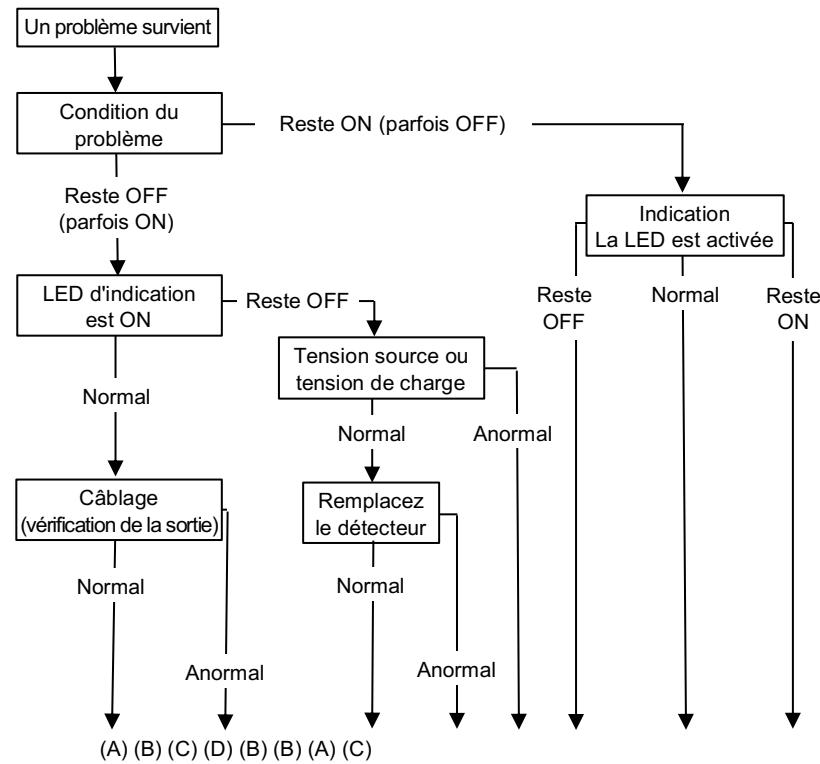 Un problème survient
Condition du
problème
Reste ON (parfois OFF)
Reste OFF
(parfois ON)
Indication
La LED est activée
LED d'indication
est ON
Reste OFF
Reste
OFF
Normal
Reste
ON
Tension source ou
tension de charge
Normal
Normal
Anormal
Câblage
(vérification de la sortie)
Remplacez
le détecteur
Normal
Normal
Anormal
Anormal
(A) (B) (C) (D) (B) (B) (A) (C)